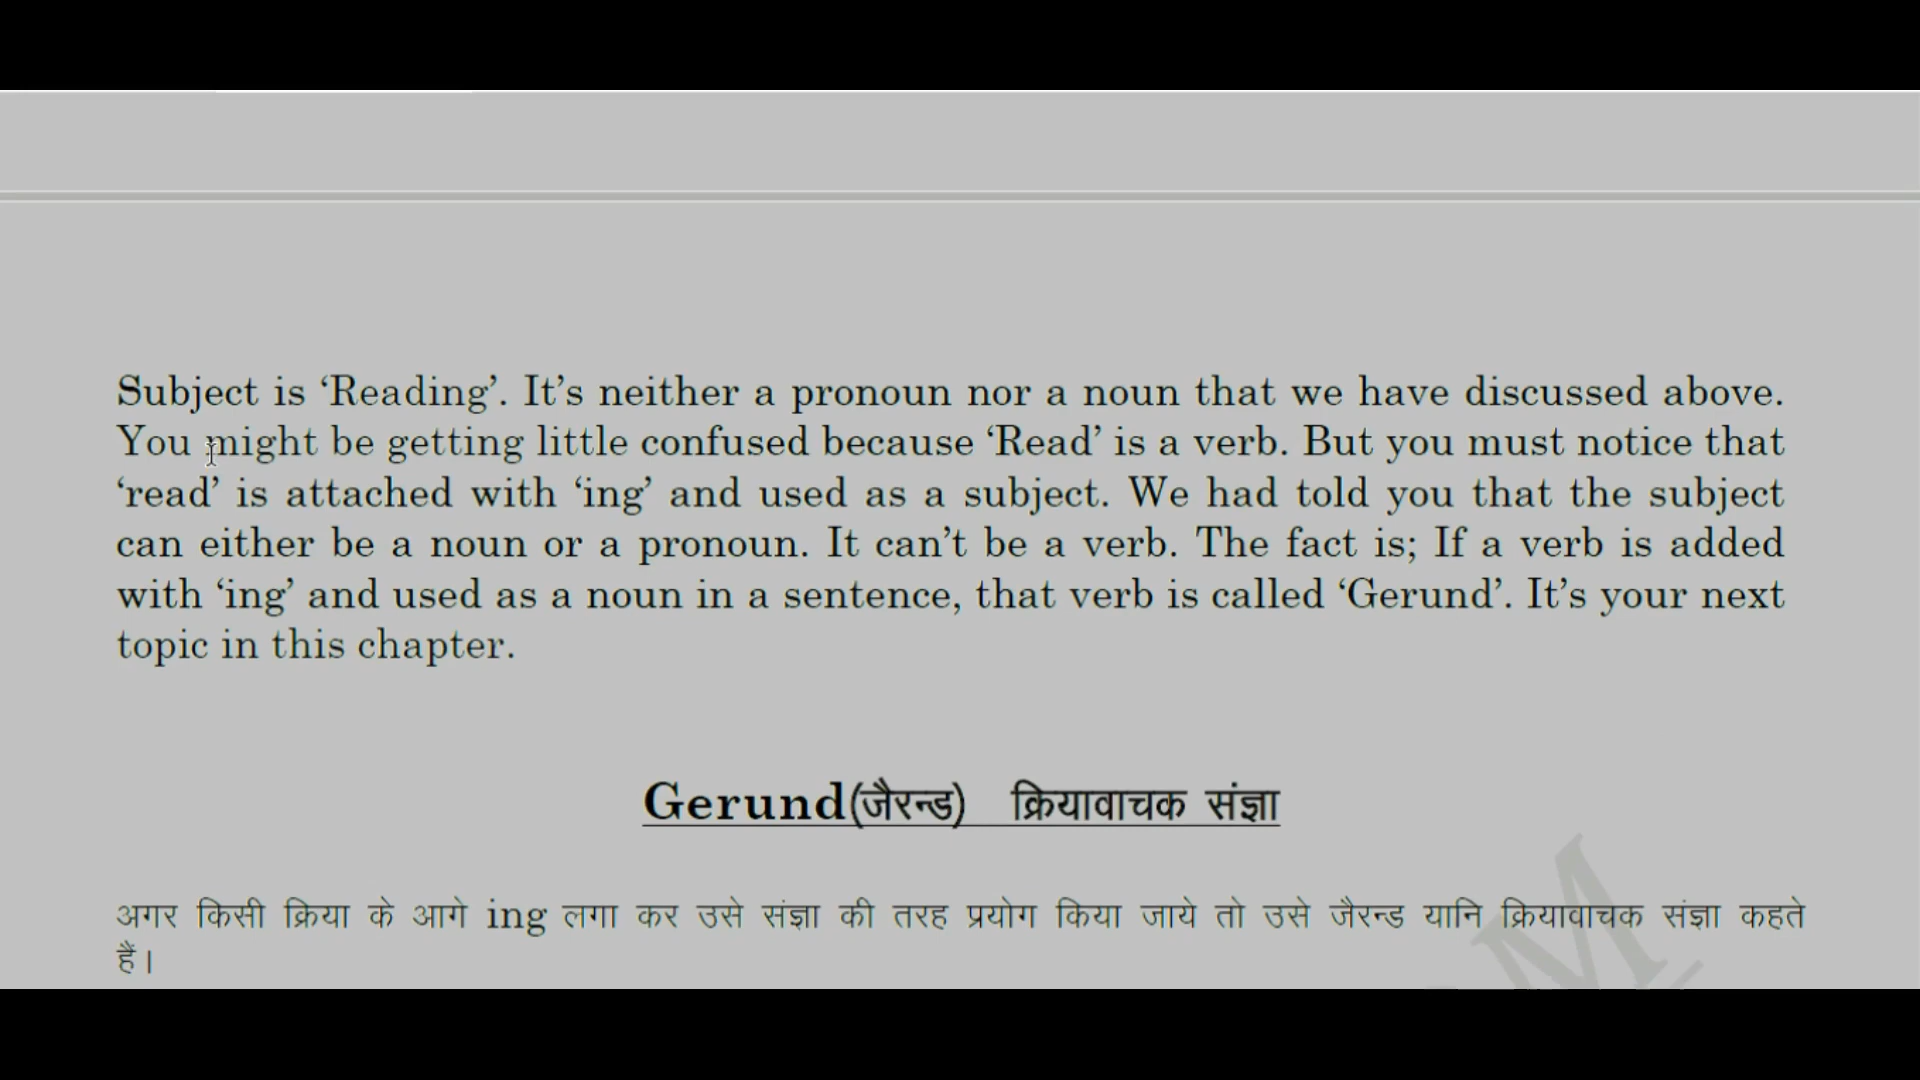 Subject is ‘Reading’. It’s neither a pronoun nor a noun that we have discussed above.
You might be getting little confused because ‘Read’ is a verb. But you must notice that
‘read’ is attached with ‘ing’ and used as a subject. We had told you that the subject
can either be a noun or a pronoun. It can’t be a verb. The fact is; If a verb is added
with ‘ing’ and used as a noun in a sentence, that verb is called ‘Gerund’. It’s your next
topic in this chapter.
Gerund(जैरन्ड) क्रियावाचक संज्ञा
अगर किसी क्रिया के आगे ing लगा कर उसे संज्ञा की तरह प्रयोग किया जाये तो उसे जैरन्ड यानि क्रियावाचक संज्ञा कहते
हैं।